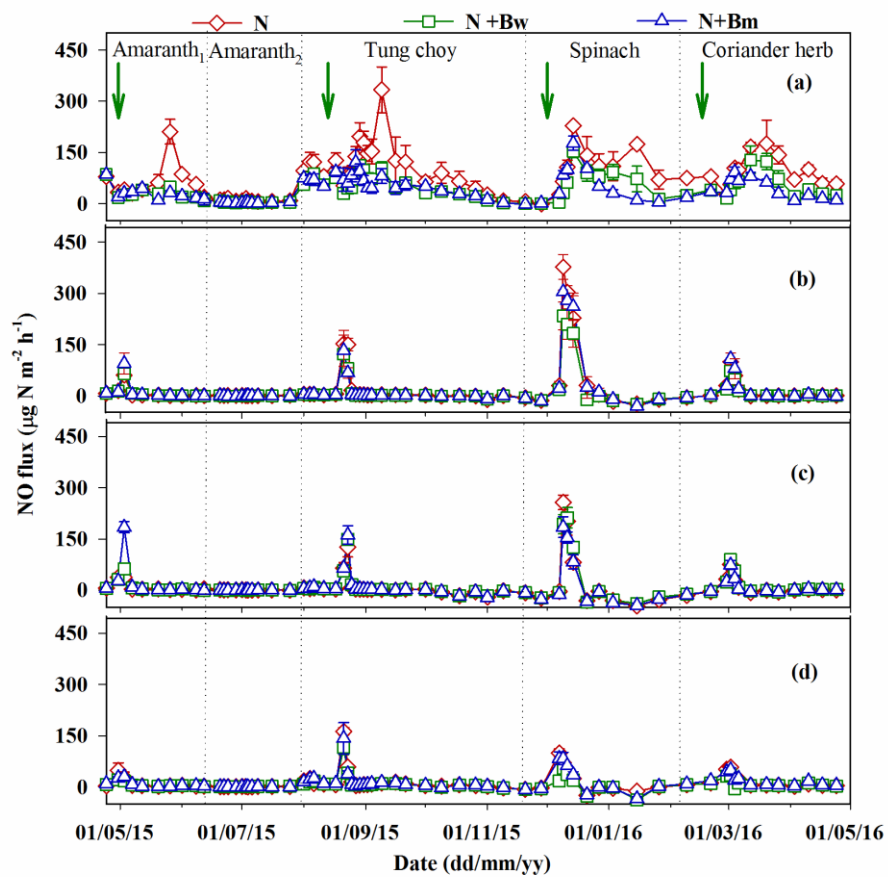 N N +Bw N+Bm
450 Amaranth₁ Amaranth₂ Tung choy Spinach Coriander herb
(a)
300
150
0
450
(b)
300
150
0
450
(c)
300
150
0
450
(d)
300
150
0
NO flux (µg N m⁻² h⁻¹)
01/05/15 01/07/15 01/09/15 01/11/15 01/01/16 01/03/16 01/05/16
Date (dd/mm/yy)